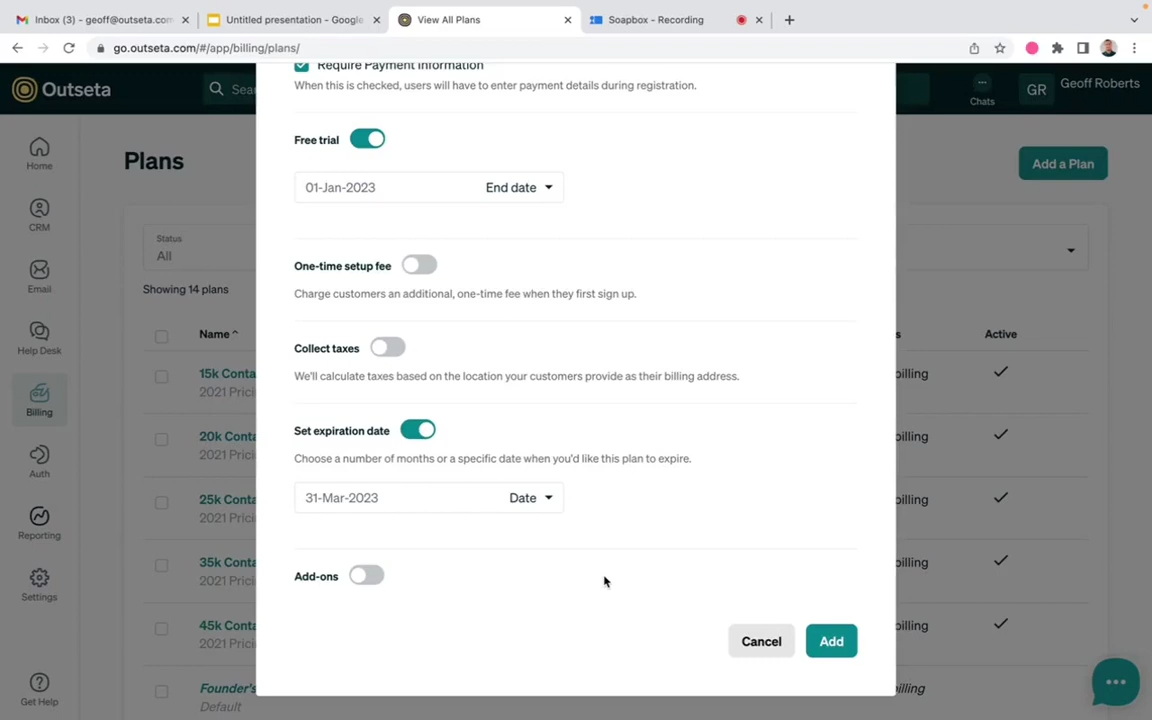 Inbox (3) - geoff@outseta.com
Untitled presentation - Google
View All Plans
Soapbox - Recording
go.outseta.com/#/app/billing/plans/
Outseta
Sea
Chats
GR
Geoff Roberts
Home
CRM
Email
Help Desk
Billing
Auth
Reporting
Settings
Get Help
Plans
Add a Plan
Status
All
Showing 14 plans
Name
Active
15k Conta
2021 Prici
billing
20k Conta
2021 Prici
billing
25k Conta
2021 Prici
billing
35k Conta
2021 Prici
billing
45k Conta
2021 Prici
billing
Founder's
Default
billing
Require Payment Information
When this is checked, users will have to enter payment details during registration.
Free trial
01-Jan-2023
End date
One-time setup fee
Charge customers an additional, one-time fee when they first sign up.
Collect taxes
We'll calculate taxes based on the location your customers provide as their billing address.
Set expiration date
Choose a number of months or a specific date when you'd like this plan to expire.
31-Mar-2023
Date
Add-ons
Cancel
Add